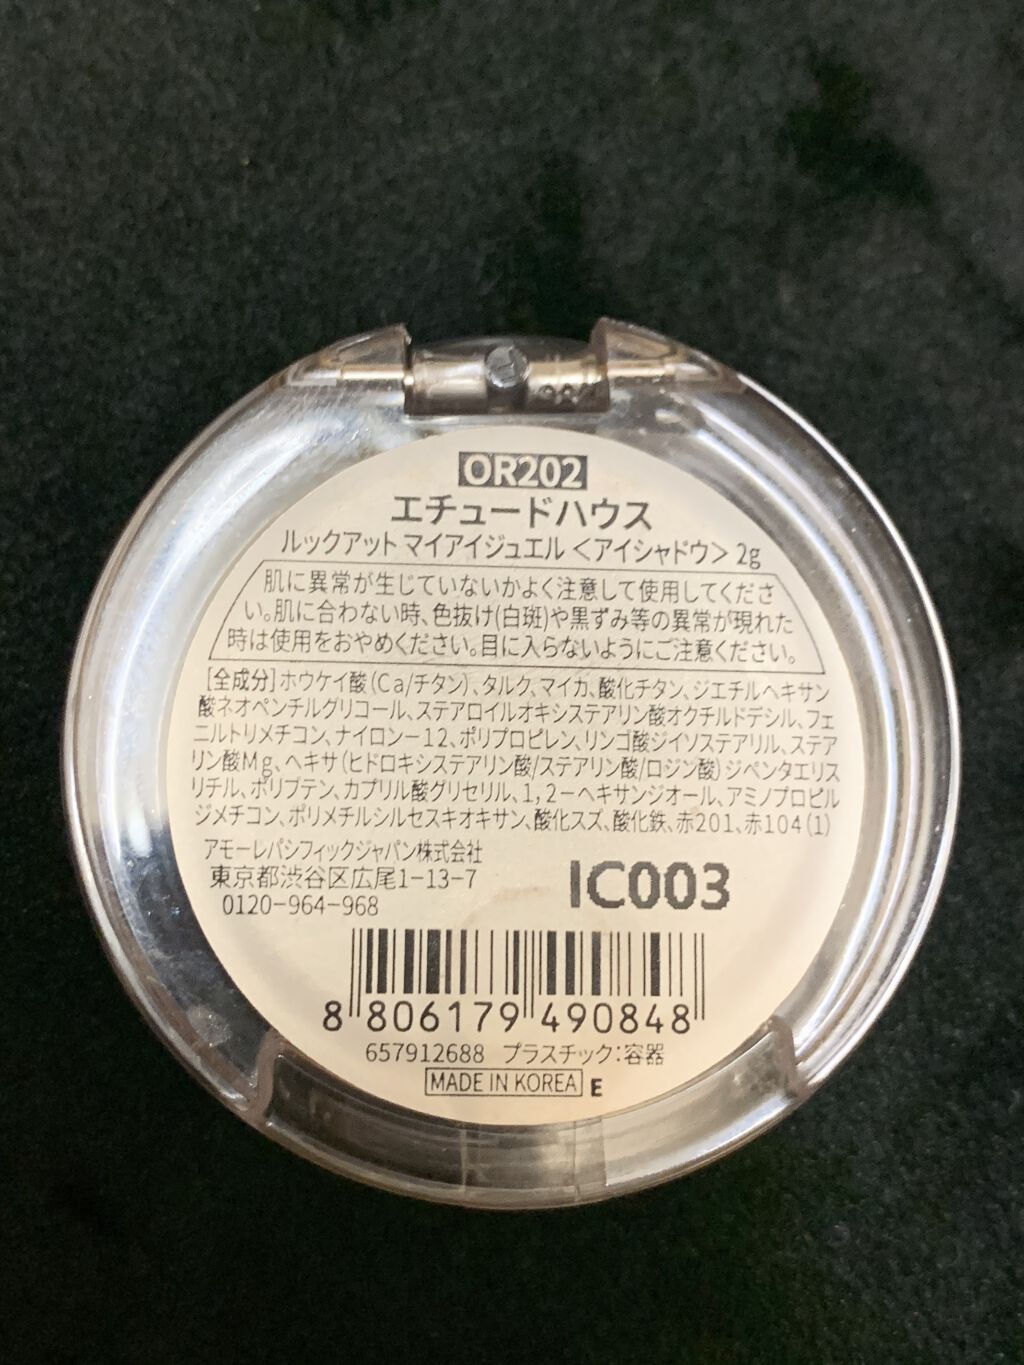 OR202
エチュードハウス
ルックアット マイアイジュエル <アイシャドウ> 2g
肌に異常が生じていないかよく注意して使用してくださ
い。肌に合わない時、色抜け(白斑)や黒ずみ等の異常が現れた
時は使用をおやめください。目に入らないようにご注意ください。
[全成分]ホウケイ酸(Ca/チタン)、タルク、マイカ、酸化チタン、ジエチルヘキサン
酸ネオペンチルグリコール、ステアロイルオキシステアリン酸オクチルドデシル、フェ
ニルトリメチコン、ナイロンー12、ポリプロピレン、リンゴ酸ジイソステアリル、ステア
リン酸Mg、ヘキサ(ヒドロキシステアリン酸/ステアリン酸/ロジン酸)ジペンタエリス
リチル、ポリブテン、カプリル酸グリセリル、1,2ーヘキサンジオール、アミノプロピル
ジメチコン、ポリメチルシルセスキオキサン、酸化スズ、酸化鉄、赤201、赤104(1)
アモーレパシフィックジャパン株式会社
東京都渋谷区広尾1-13-7
0120-964-968
IC003
8 806179 490848
657912688 プラスチック:容器
MADE IN KOREA E